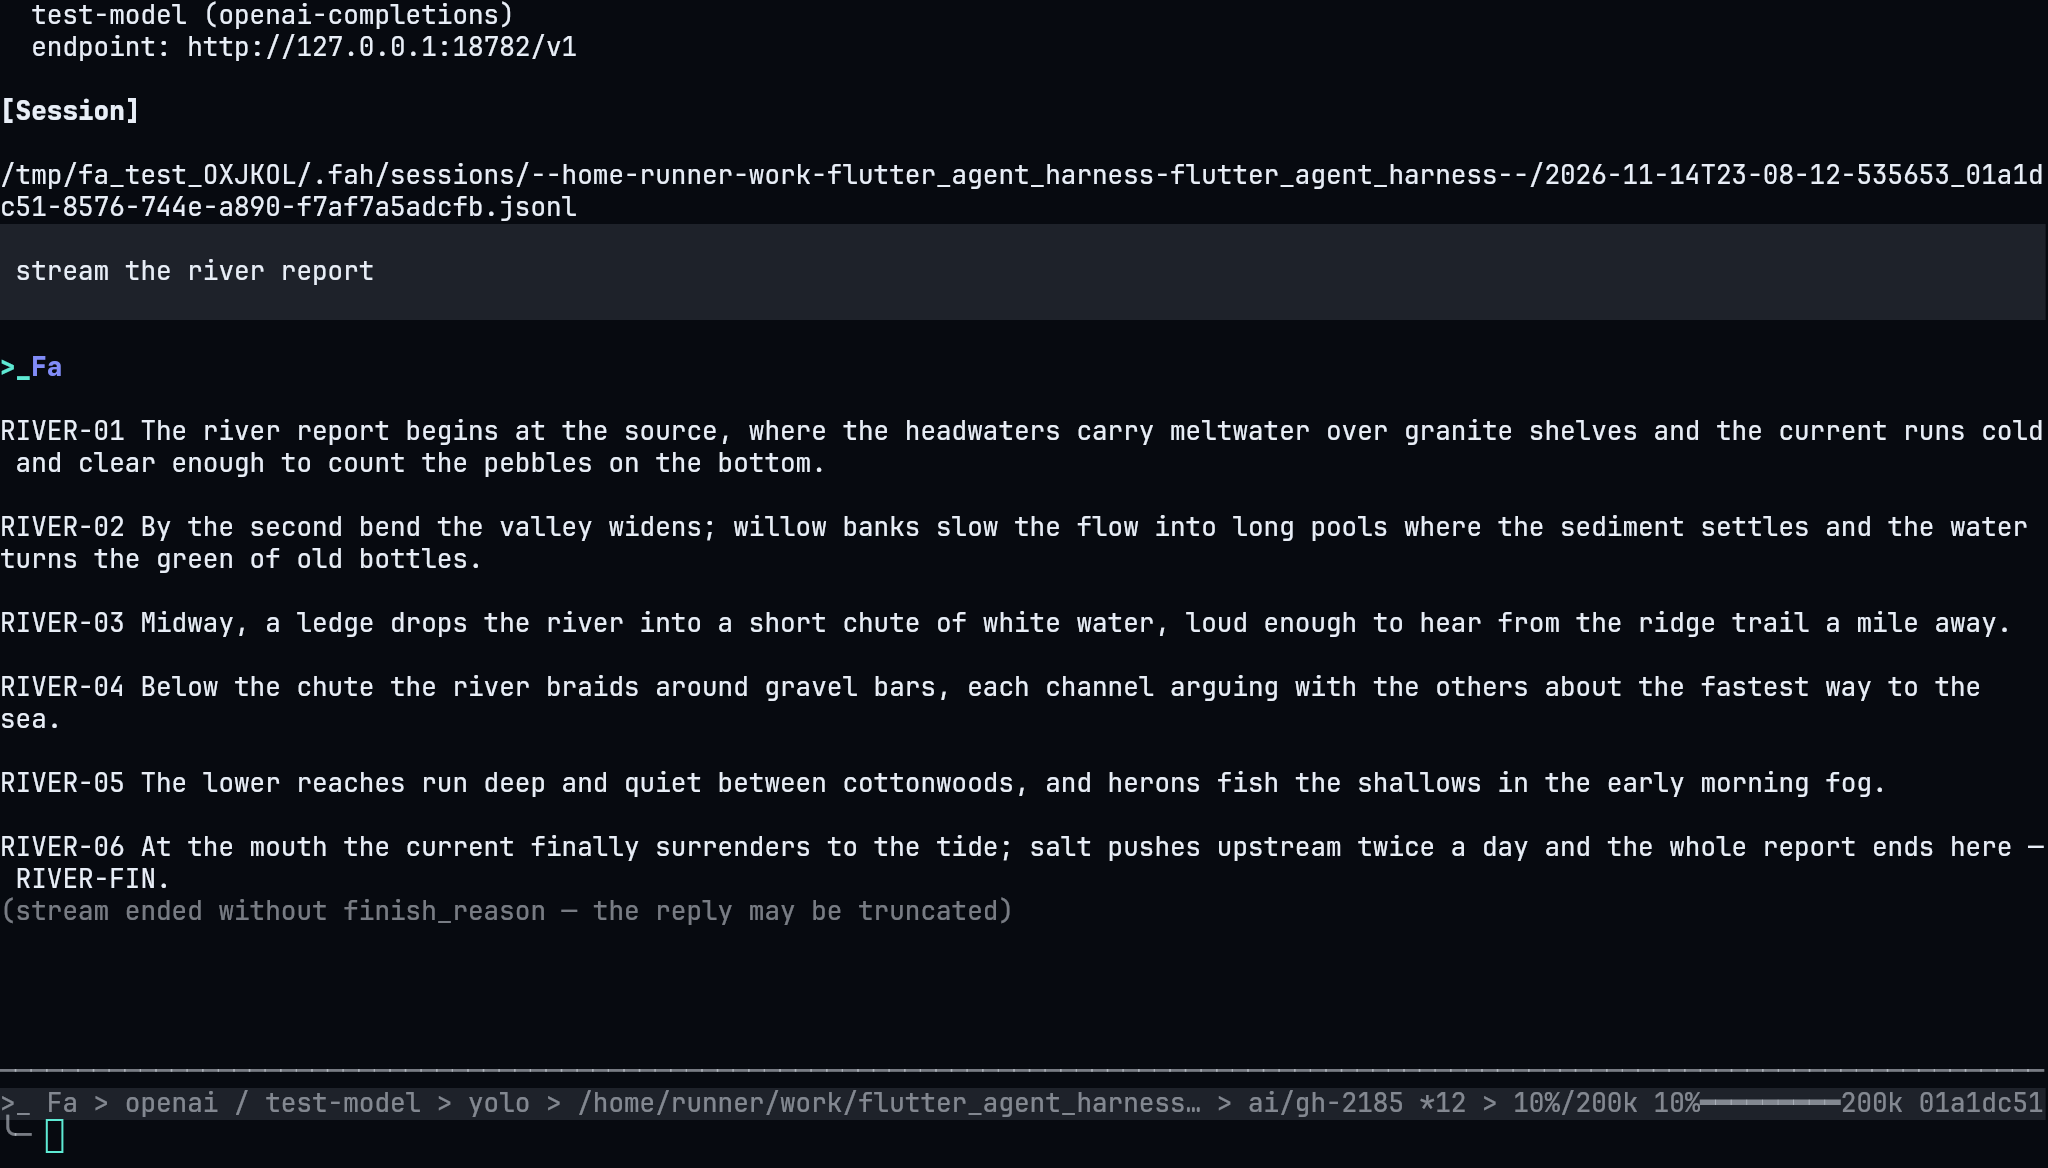 test-model (openai-completions)
endpoint: http://127.0.0.1:18782/v1
[Session]
/tmp/fa_test_OXJKOL/.fah/sessions/--home-runner-work-flutter_agent_harness-flutter_agent_harness--/2026-11-14T23-08-12-535653_01a1d
c51-8576-744e-a890-f7af7a5adcfb.jsonl
stream the river report
>_Fa
RIVER-01 The river report begins at the source, where the headwaters carry meltwater over granite shelves and the current runs cold
and clear enough to count the pebbles on the bottom.
RIVER-02 By the second bend the valley widens; willow banks slow the flow into long pools where the sediment settles and the water
turns the green of old bottles.
RIVER-03 Midway, a ledge drops the river into a short chute of white water, loud enough to hear from the ridge trail a mile away.
RIVER-04 Below the chute the river braids around gravel bars, each channel arguing with the others about the fastest way to the
sea.
RIVER-05 The lower reaches run deep and quiet between cottonwoods, and herons fish the shallows in the early morning fog.
RIVER-06 At the mouth the current finally surrenders to the tide; salt pushes upstream twice a day and the whole report ends here —
RIVER-FIN.
(stream ended without finish_reason — the reply may be truncated)
>_ Fa > openai / test-model > yolo > /home/runner/work/flutter_agent_harness… > ai/gh-2185 *12 > 10%/200k 10%━━━━━━━━━200k 01a1dc51